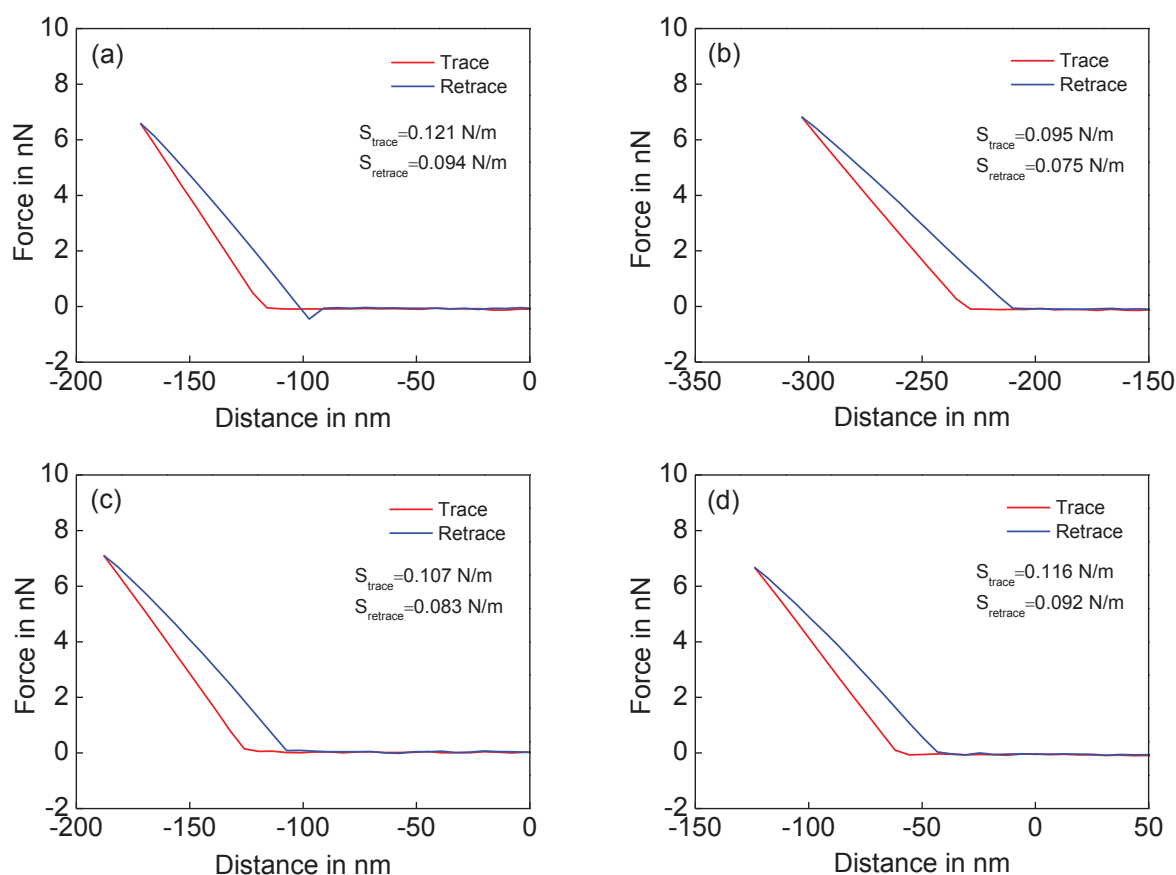 (a)
Trace
Retrace
Strace=0.121 N/m
Sretrace=0.094 N/m
10
8
6
4
2
0
-2
Force in nN
-200 -150 -100 -50 0
Distance in nm
(b)
Trace
Retrace
Strace=0.095 N/m
Sretrace=0.075 N/m
10
8
6
4
2
0
-2
Force in nN
-350 -300 -250 -200 -150
Distance in nm
(c)
Trace
Retrace
Strace=0.107 N/m
Sretrace=0.083 N/m
10
8
6
4
2
0
-2
Force in nN
-200 -150 -100 -50 0
Distance in nm
(d)
Trace
Retrace
Strace=0.116 N/m
Sretrace=0.092 N/m
10
8
6
4
2
0
-2
Force in nN
-150 -100 -50 0 50
Distance in nm